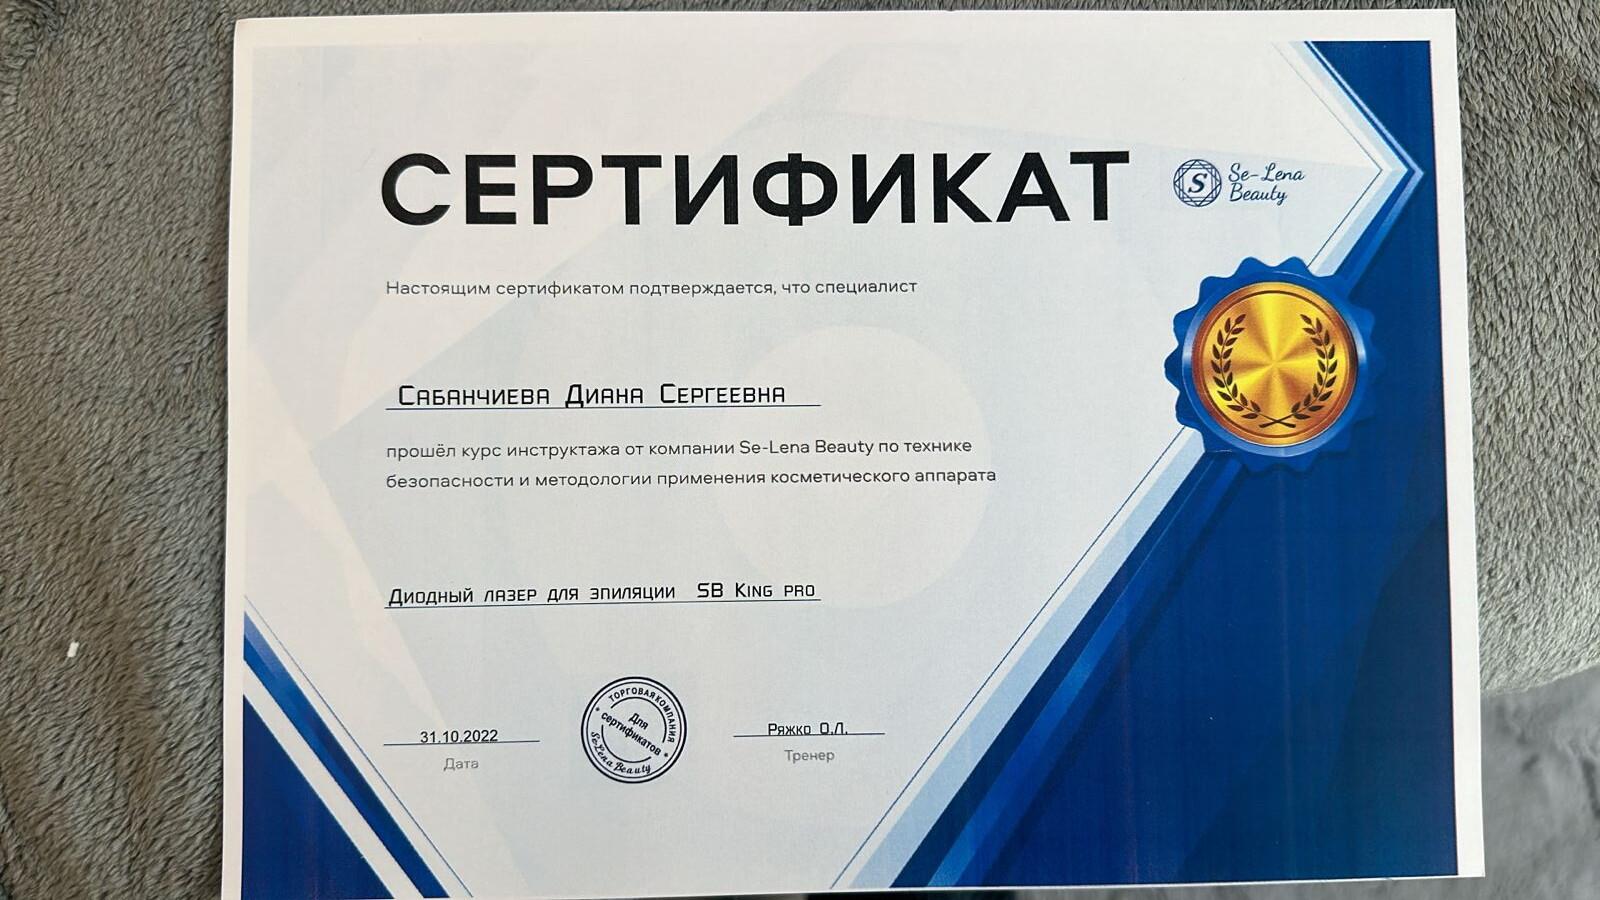 СЕРТИФИКАТ
S
Se-Lena
Beauty
Настоящим сертификатом подтверждается, что специалист
Сабанчиева Диана Сергеевна
прошёл курс инструктажа от компании Se-Lena Beauty по технике
безопасности и методологии применения косметического аппарата
Диодный лазер для эпиляции SB King pro
31.10.2022
Дата
ТОРГОВАЯ КОМПАНИЯ
Для
сертификатов
SeLena Beauty
Ряжко О.Л.
Тренер